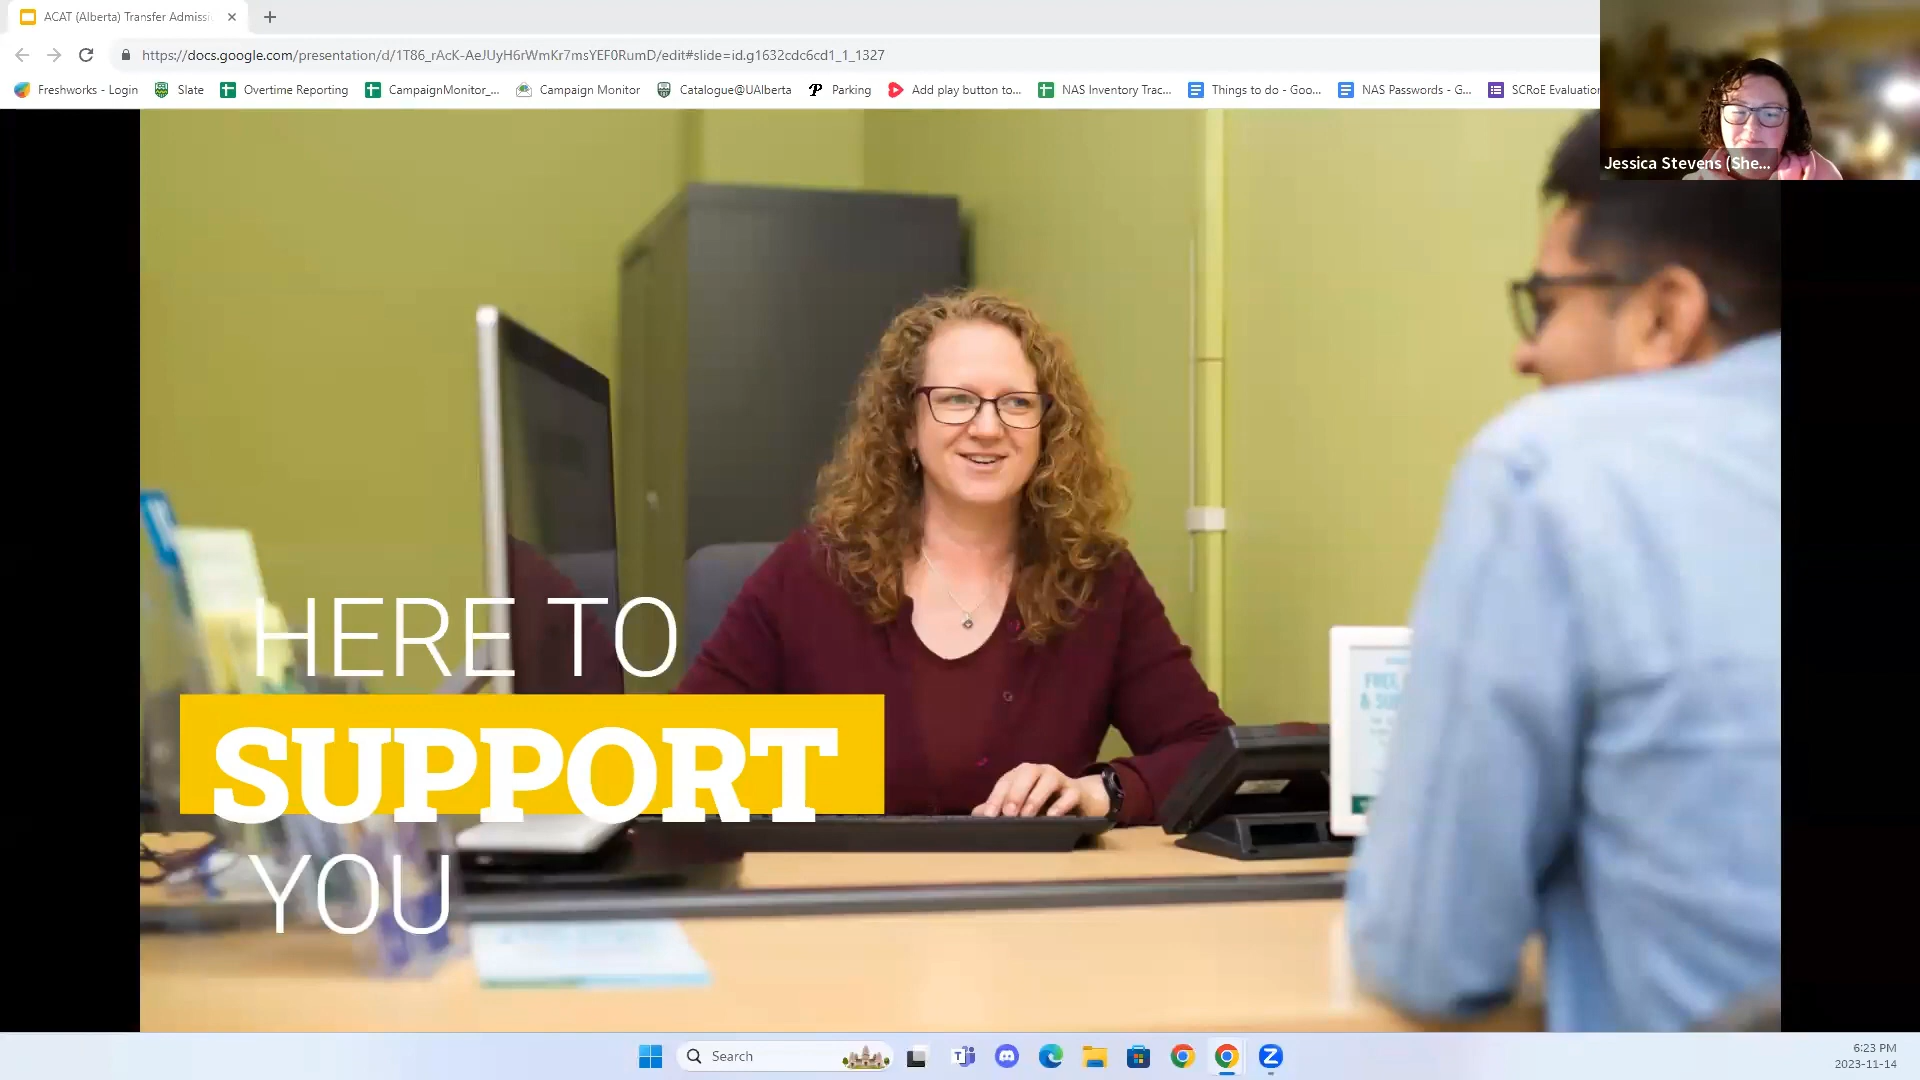 ACAT (Alberta) Transfer Admissi
https://docs.google.com/presentation/d/1T86_rAcK-AeJUyH6rWmKr7msYEF0RumD/edit#slide=id.g1632cdc6cd1_1_1327
Freshworks - Login Slate Overtime Reporting CampaignMonitor_... Campaign Monitor Catalogue@UAlberta Parking Add play button to... NAS Inventory Trac... Things to do - Goo... NAS Passwords - G... SCRoE Evaluation
Jessica Stevens (She...
HERE TO
SUPPORT
YOU
FREE
& SU
Search
6:23 PM
2023-11-14